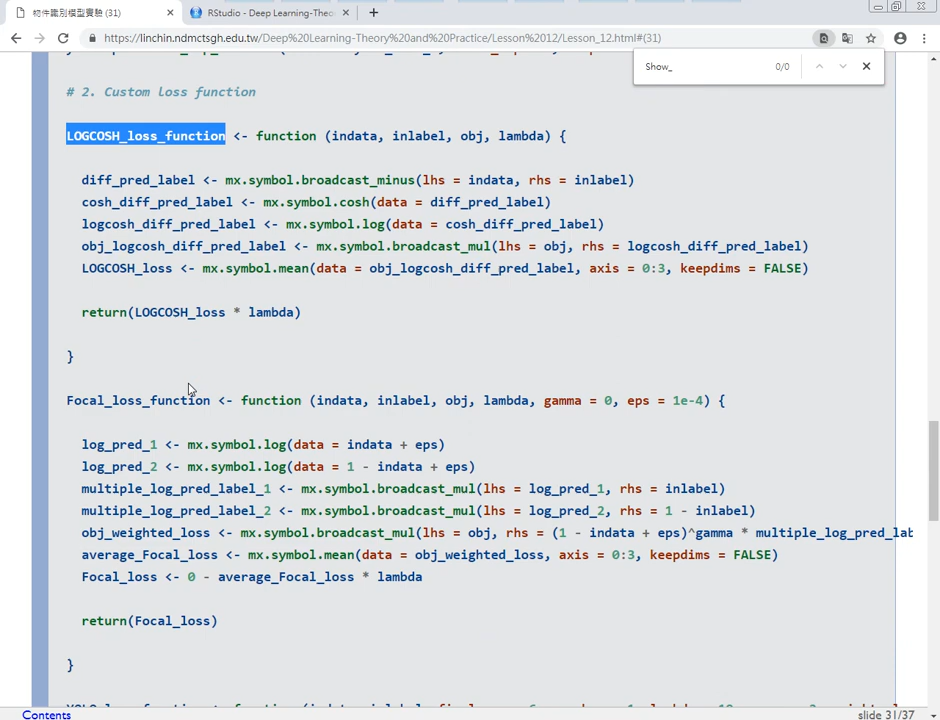 物件識別模型實驗 (31)
RStudio - Deep Learning-Theo
https://linchin.ndmctsgh.edu.tw/Deep%20Learning-Theory%20and%20Practice/Lesson%2012/Lesson_12.html#(31)
Show_ 0/0
# 2. Custom loss function
LOGCOSH_loss_function <- function (indata, inlabel, obj, lambda) {
diff_pred_label <- mx.symbol.broadcast_minus(lhs = indata, rhs = inlabel)
cosh_diff_pred_label <- mx.symbol.cosh(data = diff_pred_label)
logcosh_diff_pred_label <- mx.symbol.log(data = cosh_diff_pred_label)
obj_logcosh_diff_pred_label <- mx.symbol.broadcast_mul(lhs = obj, rhs = logcosh_diff_pred_label)
LOGCOSH_loss <- mx.symbol.mean(data = obj_logcosh_diff_pred_label, axis = 0:3, keepdims = FALSE)
return(LOGCOSH_loss * lambda)
}
Focal_loss_function <- function (indata, inlabel, obj, lambda, gamma = 0, eps = 1e-4) {
log_pred_1 <- mx.symbol.log(data = indata + eps)
log_pred_2 <- mx.symbol.log(data = 1 - indata + eps)
multiple_log_pred_label_1 <- mx.symbol.broadcast_mul(lhs = log_pred_1, rhs = inlabel)
multiple_log_pred_label_2 <- mx.symbol.broadcast_mul(lhs = log_pred_2, rhs = 1 - inlabel)
obj_weighted_loss <- mx.symbol.broadcast_mul(lhs = obj, rhs = (1 - indata + eps)^gamma * multiple_log_pred_lab
average_Focal_loss <- mx.symbol.mean(data = obj_weighted_loss, axis = 0:3, keepdims = FALSE)
Focal_loss <- 0 - average_Focal_loss * lambda
return(Focal_loss)
}
Contents
slide 31/37